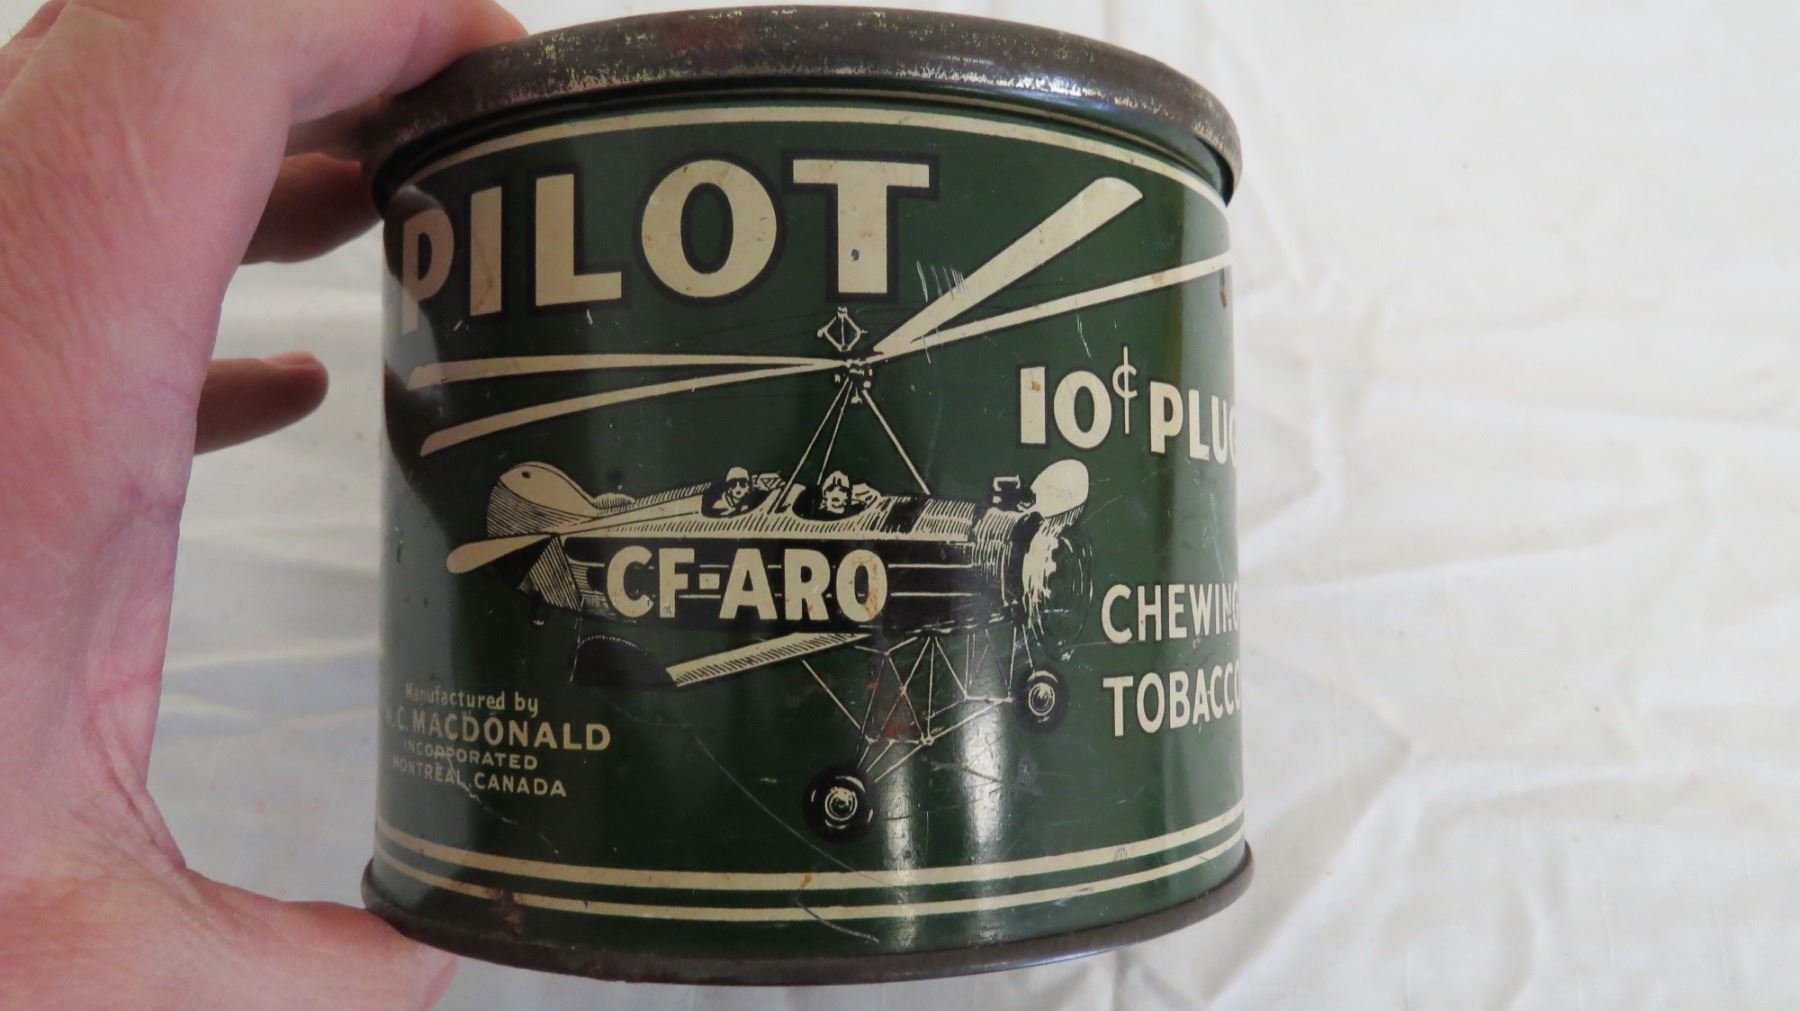 PILOT
10¢ PLUG
CF-ARO
CHEWING
TOBACCO
Manufactured by
W.C. MACDONALD
INCORPORATED
MONTREAL, CANADA